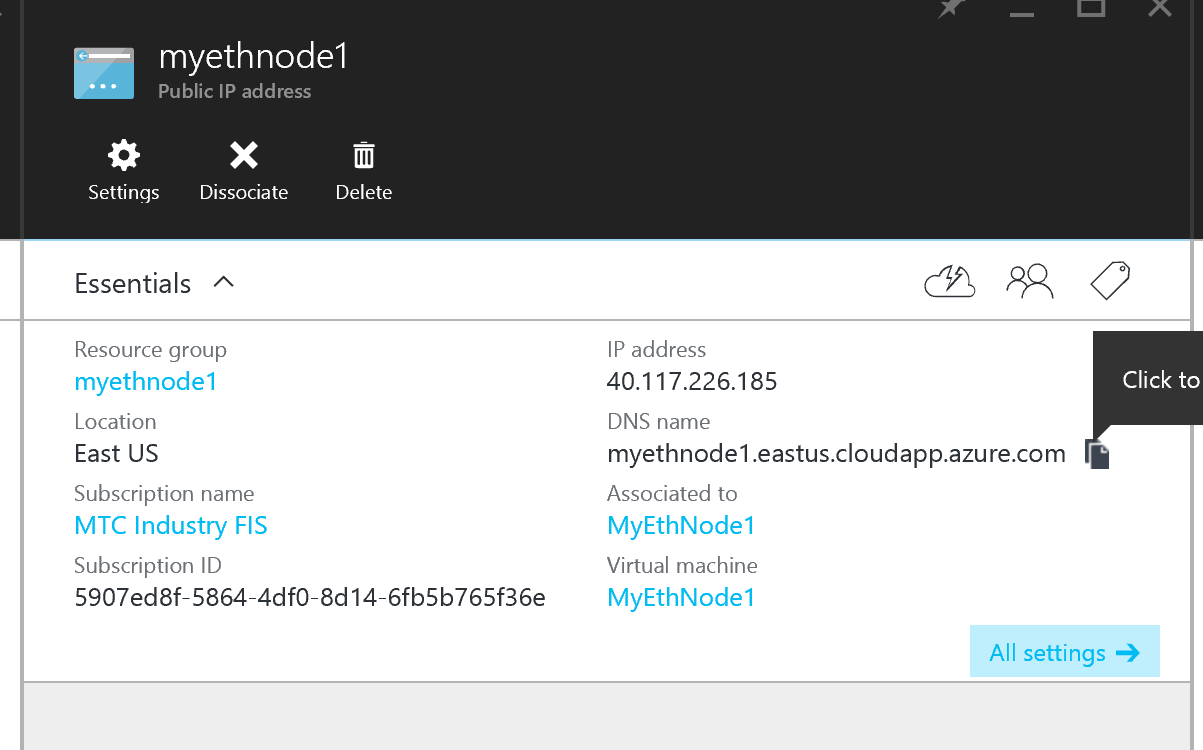 myethnode1
Public IP address
Settings
Dissociate
Delete
Essentials
Resource group
myethnode1
Location
East US
Subscription name
MTC Industry FIS
Subscription ID
5907ed8f-5864-4df0-8d14-6fb5b765f36e
IP address
40.117.226.185
DNS name
myethnode1.eastus.cloudapp.azure.com
Associated to
MyEthNode1
Virtual machine
MyEthNode1
Click to
All settings